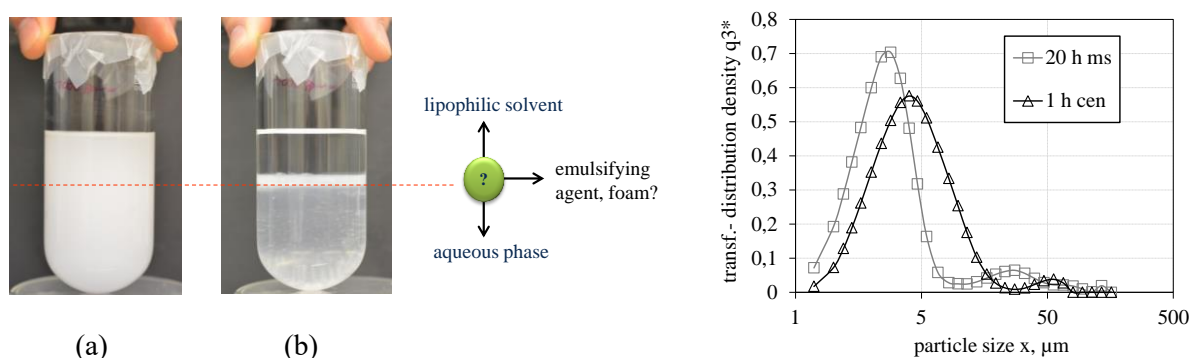 lipophilic solvent
?
emulsifying
agent, foam?
aqueous phase
(a)
(b)
transf.- distribution density q3*
0,8
0,7
0,6
0,5
0,4
0,3
0,2
0,1
0
20 h ms
1 h cen
1
5
50
500
particle size x, µm